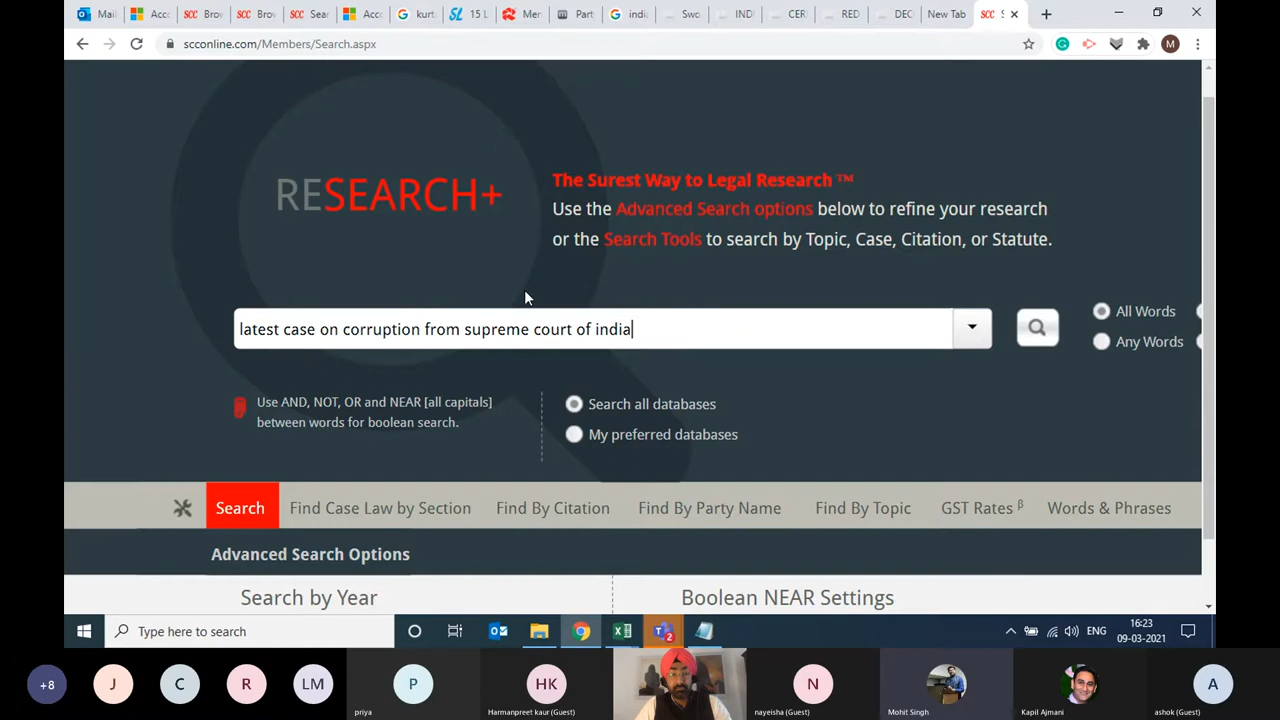 Mail
Acc
Brov
Brov
Sear
Acc
kurt
15 L
Mer
Part
indi
Swo
IND
CER
RED
DEC
New Tab
SCC S
scconline.com/Members/Search.aspx
M
RESEARCH+
The Surest Way to Legal Research ™
Use the Advanced Search options below to refine your research
or the Search Tools to search by Topic, Case, Citation, or Statute.
latest case on corruption from supreme court of india
All Words
Any Words
Use AND, NOT, OR and NEAR [all capitals]
between words for boolean search.
Search all databases
My preferred databases
Search
Find Case Law by Section
Find By Citation
Find By Party Name
Find By Topic
GST Rates β
Words & Phrases
Advanced Search Options
Search by Year
Boolean NEAR Settings
Type here to search
2
ENG
16:23
09-03-2021
+8
J
C
R
LM
P
HK
N
A
priya
Harmanpreet kaur (Guest)
nayeisha (Guest)
Mohit Singh
Kapil Ajmani
ashok (Guest)